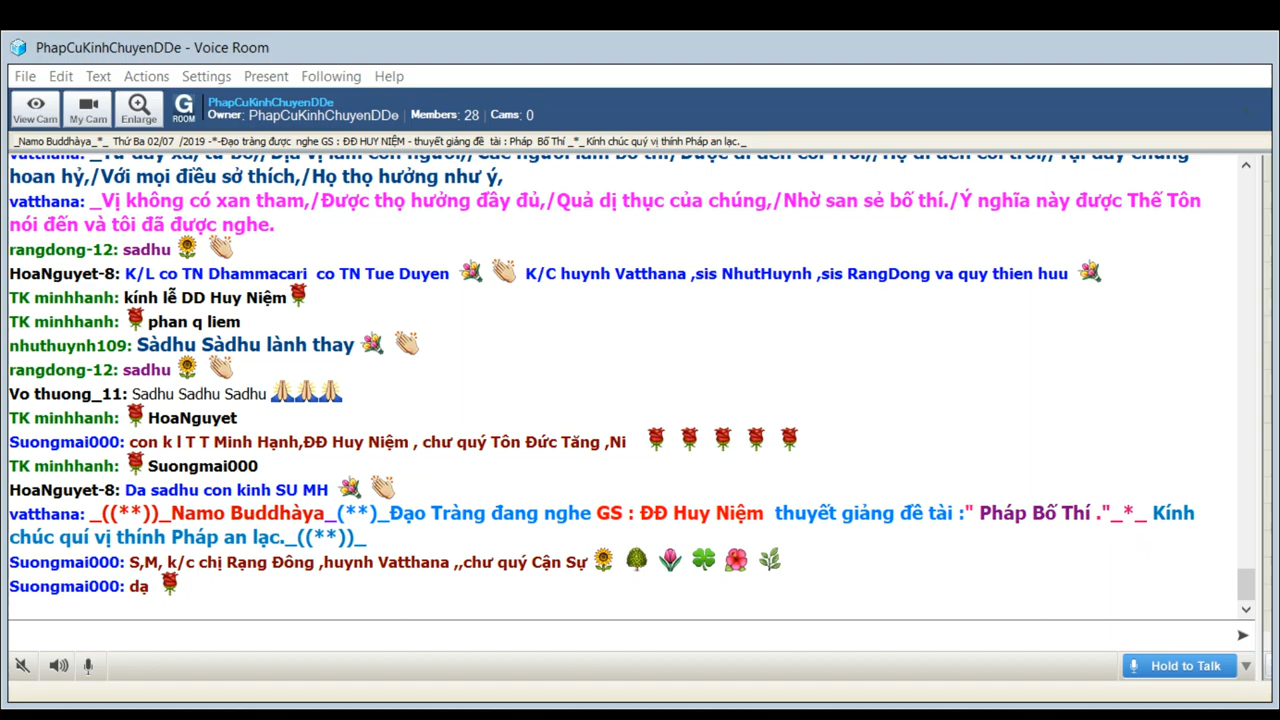 PhapCuKinhChuyenDDe - Voice Room
File Edit Text Actions Settings Present Following Help
View Cam My Cam Enlarge G ROOM
PhapCuKinhChuyenDDe
Owner: PhapCuKinhChuyenDDe Members: 28 Cams: 0
_Namo Buddhàya_*_ Thứ Ba 02/07 /2019 -*-Đạo tràng được nghe GS : ĐĐ HUY NIỆM - thuyết giảng đề tài : Pháp Bố Thí _*_ Kính chúc quý vị thính Pháp an lạc._
hoan hỷ,/Với mọi điều sở thích,/Họ thọ hưởng như ý,
vatthana: _Vị không có xan tham,/Được thọ hưởng đầy đủ,/Quả dị thục của chúng,/Nhờ san sẻ bố thí./Ý nghĩa này được Thế Tôn
nói đến và tôi đã được nghe.
rangdong-12: sadhu
HoaNguyet-8: K/L co TN Dhammacari co TN Tue Duyen K/C huynh Vatthana ,sis NhutHuynh ,sis RangDong va quy thien huu
TK minhhanh: kính lễ DD Huy Niệm
TK minhhanh: phan q liem
nhuthuynh109: Sàdhu Sàdhu lành thay
rangdong-12: sadhu
Vo thuong_11: Sadhu Sadhu Sadhu
TK minhhanh: HoaNguyet
Suongmai000: con k l T T Minh Hạnh,ĐĐ Huy Niệm , chư quý Tôn Đức Tăng ,Ni
TK minhhanh: Suongmai000
HoaNguyet-8: Da sadhu con kinh SU MH
vatthana: _((**))_Namo Buddhàya_(**)_Đạo Tràng đang nghe GS : ĐĐ Huy Niệm thuyết giảng đề tài :" Pháp Bố Thí ."_*_ Kính
chúc quí vị thính Pháp an lạc._((**))_
Suongmai000: S,M, k/c chị Rạng Đông ,huynh Vatthana ,,chư quý Cận Sự
Suongmai000: dạ
Hold to Talk